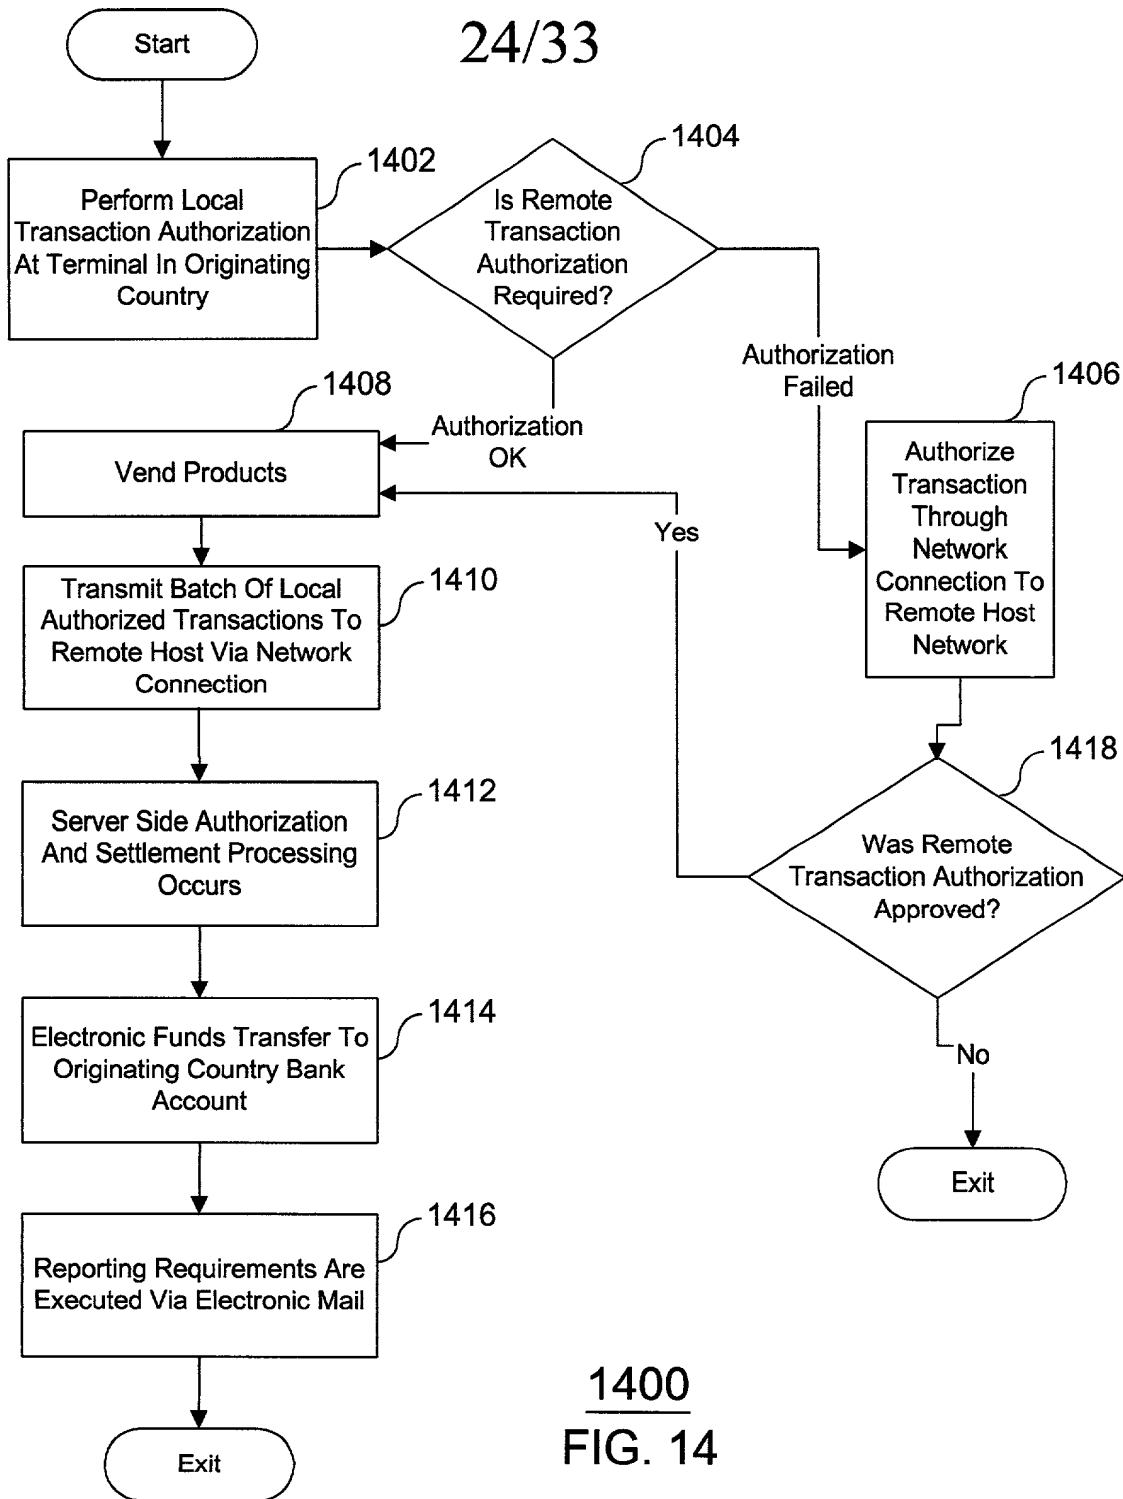 Start
24/33
1402
Perform Local
Transaction Authorization
At Terminal In Originating
Country
1404
Is Remote
Transaction
Authorization
Required?
Authorization
Failed
1408
Authorization
OK
Vend Products
1406
Authorize
Transaction
Through
Network
Connection To
Remote Host
Network
Yes
1410
Transmit Batch Of Local
Authorized Transactions To
Remote Host Via Network
Connection
1418
Was Remote
Transaction Authorization
Approved?
1412
Server Side Authorization
And Settlement Processing
Occurs
1414
Electronic Funds Transfer To
Originating Country Bank
Account
No
Exit
1416
Reporting Requirements Are
Executed Via Electronic Mail
Exit
1400
FIG. 14